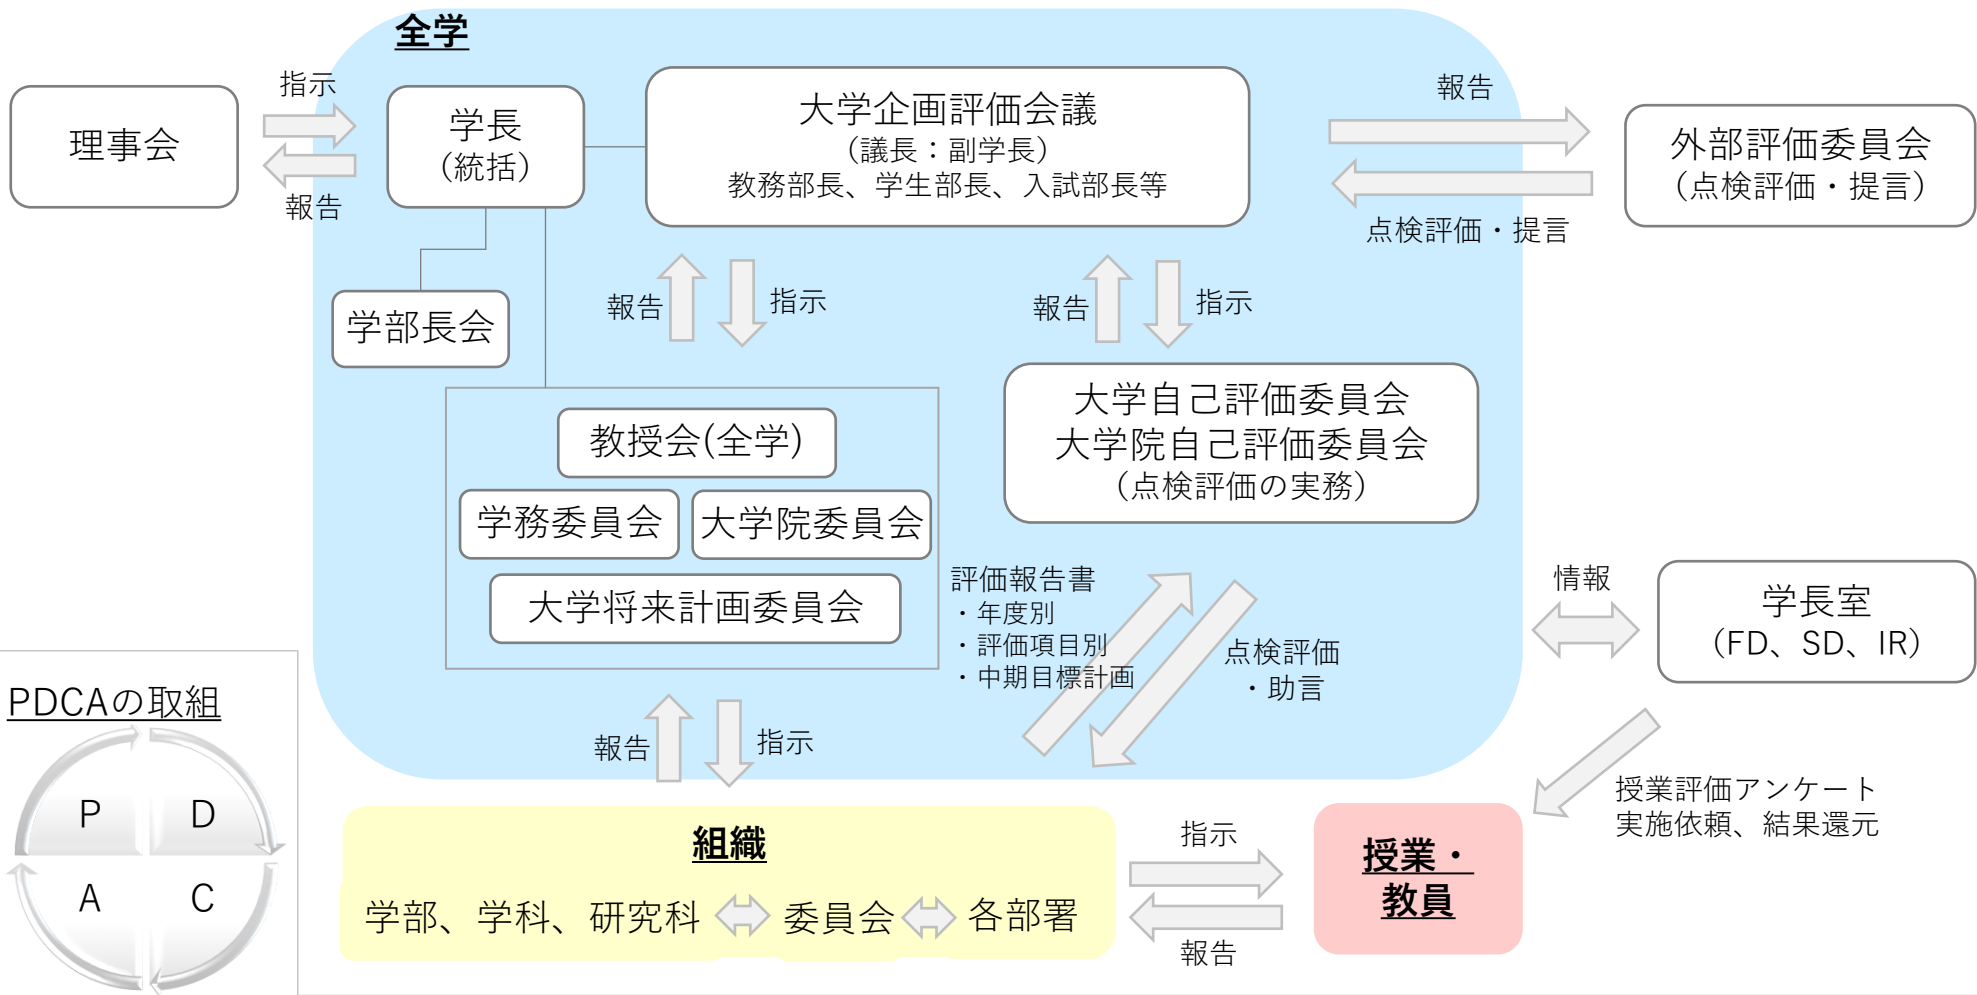 全学
理事会
指示
報告
学長
(統括)
大学企画評価会議
(議長：副学長)
教務部長、学生部長、入試部長等
報告
点検評価・提言
外部評価委員会
(点検評価・提言)
学部長会
報告
指示
報告
指示
教授会(全学)
学務委員会
大学院委員会
大学将来計画委員会
大学自己評価委員会
大学院自己評価委員会
(点検評価の実務)
評価報告書
・年度別
・評価項目別
・中期目標計画
点検評価
・助言
情報
学長室
(FD、SD、IR)
授業評価アンケート
実施依頼、結果還元
報告
指示
PDCAの取組
P
D
A
C
組織
学部、学科、研究科
委員会
各部署
指示
報告
授業・
教員